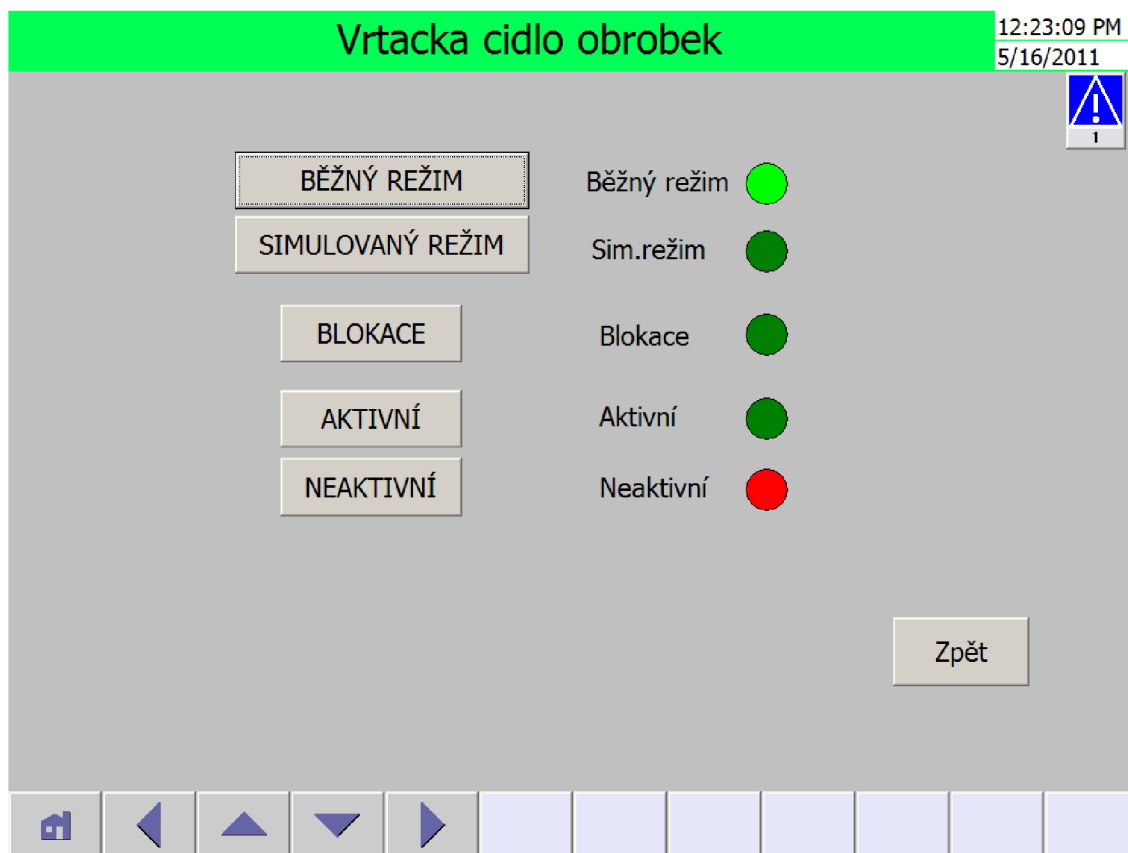 Vrtacka cidlo obrobek
12:23:09 PM
5/16/2011
1
BĚŽNÝ REŽIM Běžný režim
SIMULOVANÝ REŽIM Sim.režim
BLOKACE Blokace
AKTIVNÍ Aktivní
NEAKTIVNÍ Neaktivní
Zpět